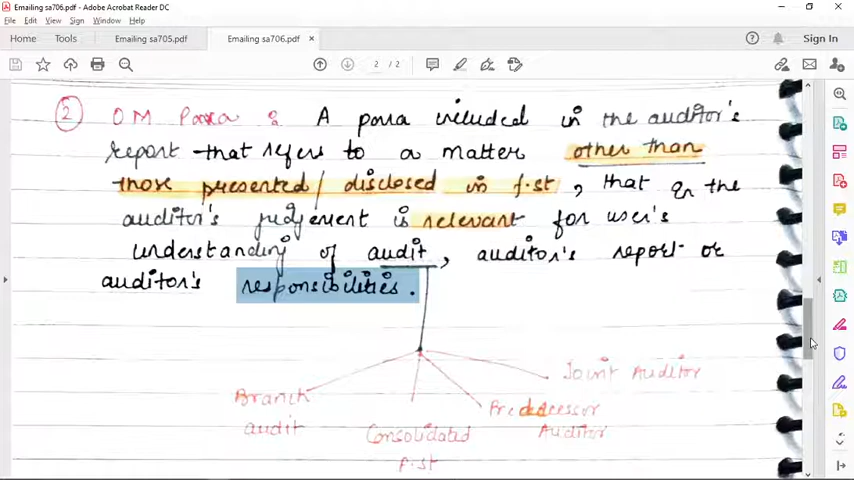 Emailing sa706.pdf - Adobe Acrobat Reader DC
File Edit View Sign Window Help
Home Tools Emailing sa705.pdf Emailing sa706.pdf × Sign In
2 / 2
② OM Para : A para included in the auditor's
report that refers to a matter other than
those presented/ disclosed in f.st, that in the
auditor's judgement is relevant for user's
understanding of audit, auditor's report or
auditor's responsibilities.
Branch audit
Consolidated f.st
Predecessor Auditor
Joint Auditor